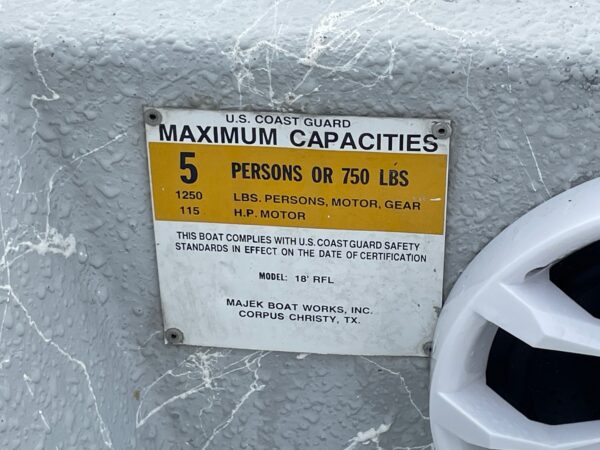 U.S. COAST GUARD
MAXIMUM CAPACITIES
5 PERSONS OR 750 LBS
1250 LBS. PERSONS, MOTOR, GEAR
115 H.P. MOTOR
THIS BOAT COMPLIES WITH U.S. COAST GUARD SAFETY
STANDARDS IN EFFECT ON THE DATE OF CERTIFICATION
MODEL: 18' RFL
MAJEK BOAT WORKS, INC.
CORPUS CHRISTY, TX.